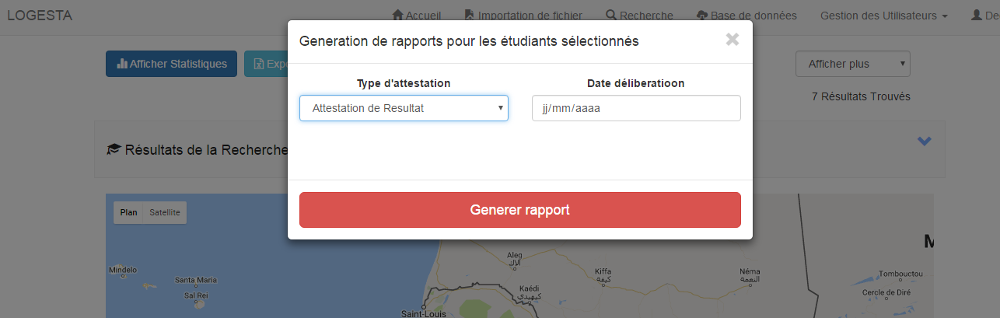 LOGESTA
Accueil Importation de fichier Recherche Base de données Gestion des Utilisateurs
Generation de rapports pour les étudiants sélectionnés
Afficher Statistiques
Afficher plus
Type d'attestation Date déliberatioon
Attestation de Resultat jj/mm/aaaa
7 Résultats Trouvés
Résultats de la Recherche
Generer rapport
Plan Satellite
Aleg
ألاك
Mindelo
Kiffa
كيفة
Néma
النعمة
Tombouctou
Santa Maria
Kaédi
كيهيدي
Cercle de Diré
Sal Rei
Saint-Louis